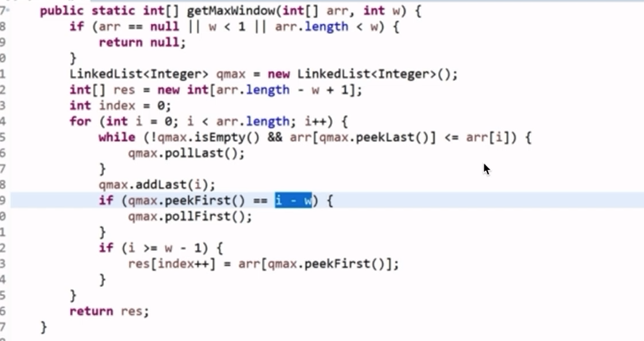 7 public static int[] getMaxWindow(int[] arr, int w) {
8 if (arr == null || w < 1 || arr.length < w) {
9 return null;
0 }
1 LinkedList<Integer> qmax = new LinkedList<Integer>();
2 int[] res = new int[arr.length - w + 1];
3 int index = 0;
4 for (int i = 0; i < arr.length; i++) {
5 while (!qmax.isEmpty() && arr[qmax.peekLast()] <= arr[i]) {
6 qmax.pollLast();
7 }
8 qmax.addLast(i);
9 if (qmax.peekFirst() == i - w) {
0 qmax.pollFirst();
1 }
2 if (i >= w - 1) {
3 res[index++] = arr[qmax.peekFirst()];
4 }
5 }
6 return res;
7 }